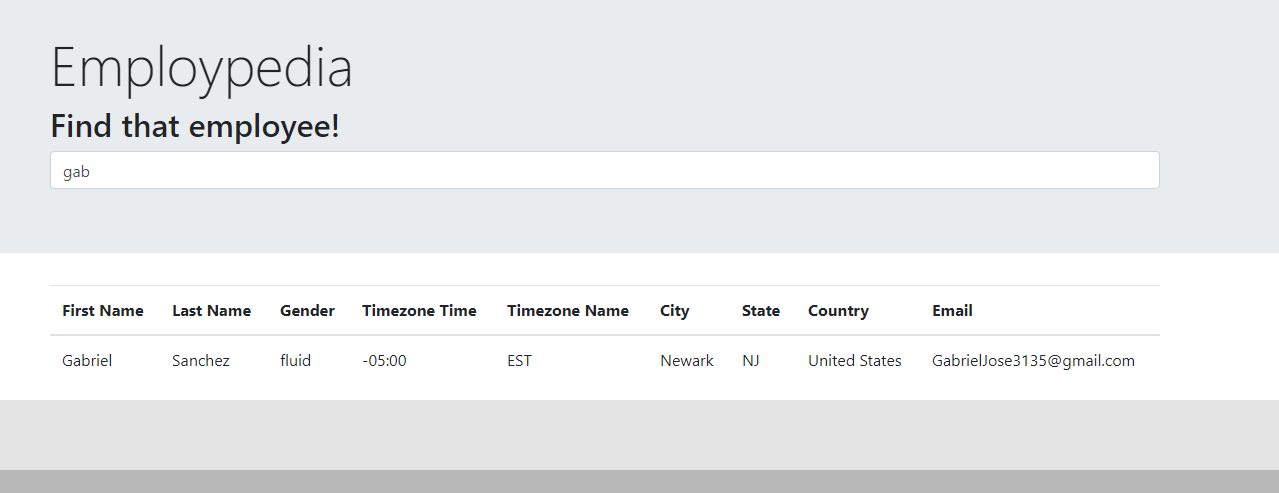 Employpedia
Find that employee!
gab
First Name Last Name Gender Timezone Time Timezone Name City State Country Email
Gabriel Sanchez fluid -05:00 EST Newark NJ United States GabrielJose3135@gmail.com